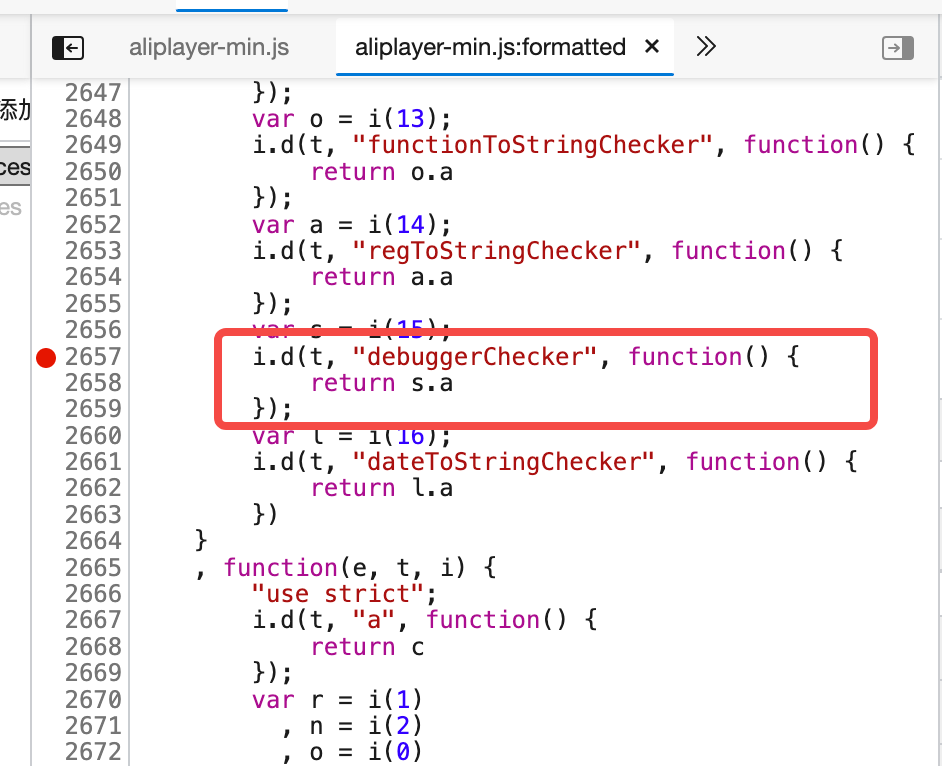 aliplayer-min.js
aliplayer-min.js:formatted ×
添加
ces
es
2647 });
2648 var o = i(13);
2649 i.d(t, "functionToStringChecker", function() {
2650 return o.a
2651 });
2652 var a = i(14);
2653 i.d(t, "regToStringChecker", function() {
2654 return a.a
2655 });
2656 var s = i(15);
2657 i.d(t, "debuggerChecker", function() {
2658 return s.a
2659 });
2660 var l = i(16);
2661 i.d(t, "dateToStringChecker", function() {
2662 return l.a
2663 })
2664 }
2665 , function(e, t, i) {
2666 "use strict";
2667 i.d(t, "a", function() {
2668 return c
2669 });
2670 var r = i(1)
2671 , n = i(2)
2672 , o = i(0)